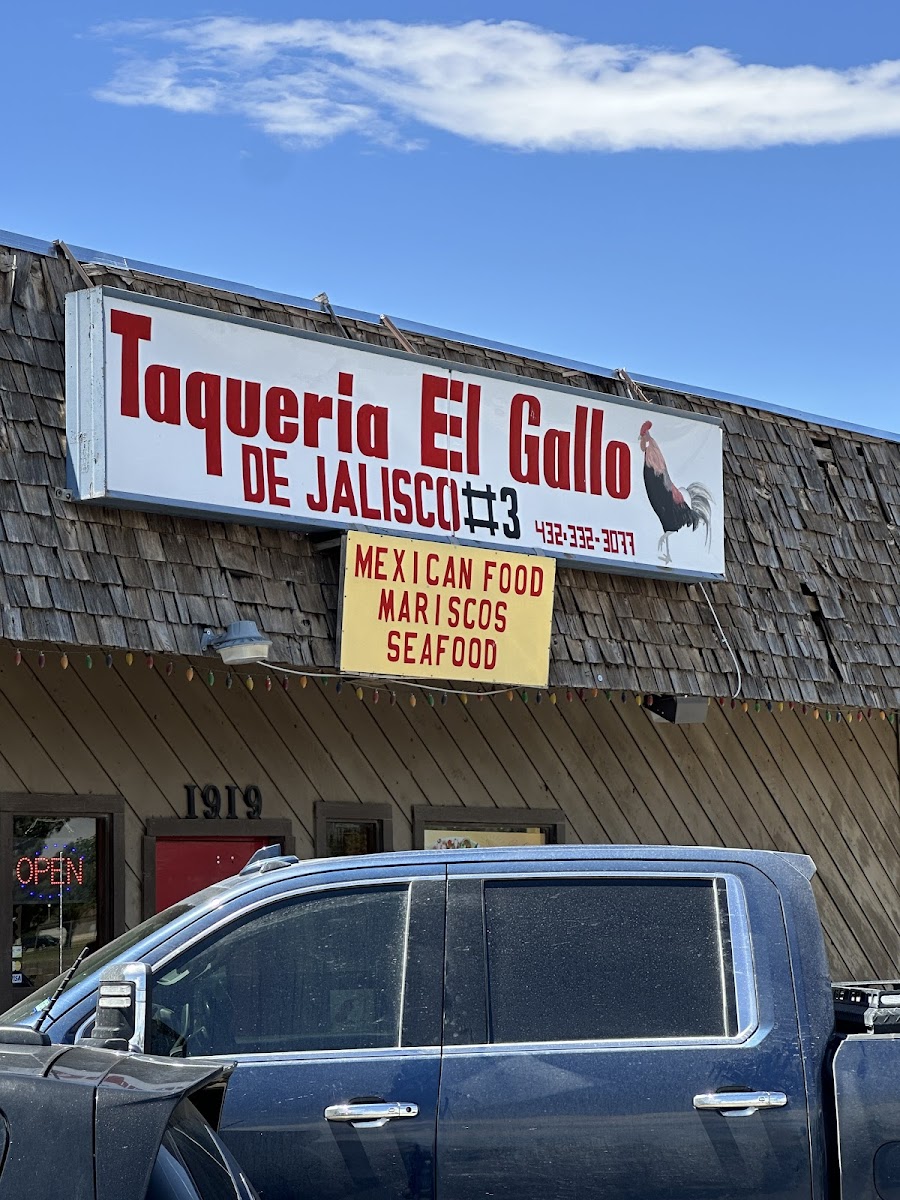 Taqueria El Gallo
DE JALISCO #3
432-332-3077
MEXICAN FOOD
MARISCOS
SEAFOOD
1919
OPEN